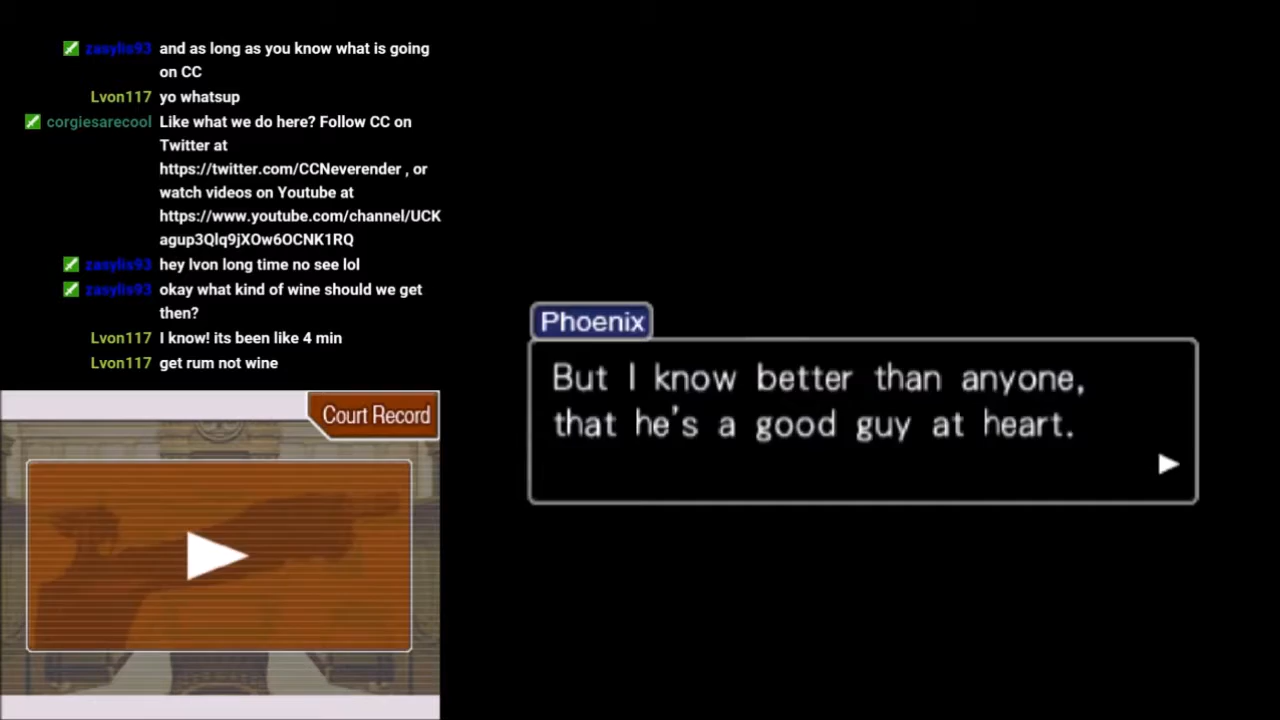 zasylis93 and as long as you know what is going
on CC
Lvon117 yo whatsup
corgiesarecool Like what we do here? Follow CC on
Twitter at
https://twitter.com/CCNeverender , or
watch videos on Youtube at
https://www.youtube.com/channel/UCK
agup3Qlq9jXOw6OCNK1RQ
zasylis93 hey lvon long time no see lol
zasylis93 okay what kind of wine should we get
then?
Lvon117 I know! its been like 4 min
Lvon117 get rum not wine
Court Record
Phoenix
But I know better than anyone,
that he's a good guy at heart.